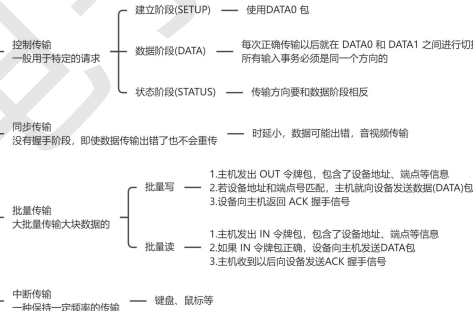 建立阶段(SETUP)
使用DATA0 包
控制传输
一般用于特定的请求
数据阶段(DATA)
每次正确传输以后就在 DATA0 和 DATA1 之间进行切
所有输入事务必须是同一个方向的
状态阶段(STATUS)
传输方向要和数据阶段相反
同步传输
没有握手阶段，即使数据传输出错了也不会重传
时延小，数据可能出错，音视频传输
批量传输
大批量传输大块数据的
批量写
1.主机发出 OUT 令牌包，包含了设备地址、端点等信息
2.若设备地址和端点号匹配，主机就向设备发送数据(DATA)包
3.设备向主机返回 ACK 握手信号
批量读
1.主机发出 IN 令牌包，包含了设备地址、端点等信息
2.如果 IN 令牌包正确，设备向主机发送DATA包
3.主机收到以后向设备发送ACK 握手信号
中断传输
一种保持一定频率的传输
键盘、鼠标等